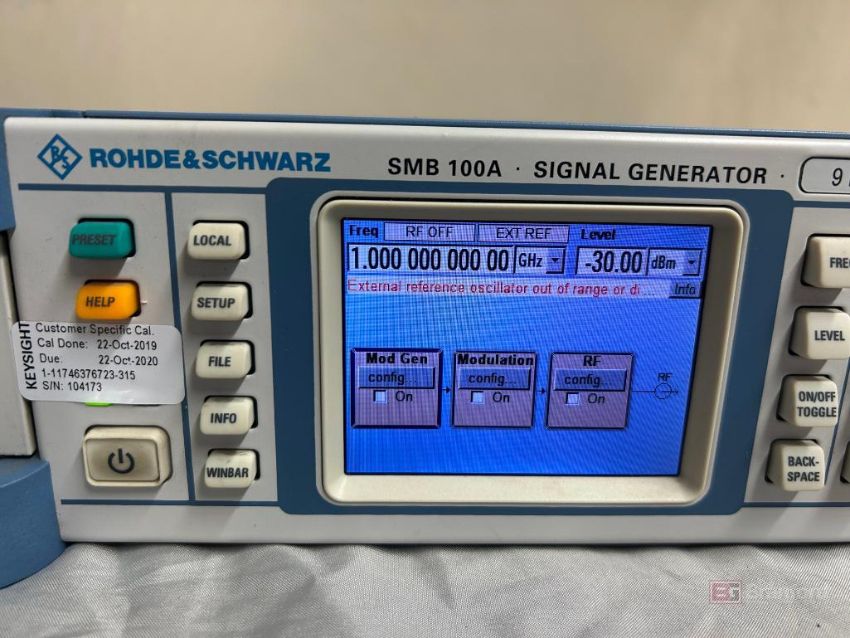 ROHDE&SCHWARZ
SMB 100A · SIGNAL GENERATOR ·
9
PRESET
HELP
KEYSIGHT
Customer Specific Cal.
Cal Done: 22-Oct-2019
Due: 22-Oct-2020
1-11746376723-315
S/N: 104173
LOCAL
SETUP
FILE
INFO
WINBAR
Freq RF OFF EXT REF Level
1.000 000 000 00 GHz -30.00 dBm
External reference oscillator out of range or di... Info
Mod Gen
config...
On
Modulation
config...
On
RF
config...
On
RF
FREQ
LEVEL
ON/OFF
TOGGLE
BACK-
SPACE